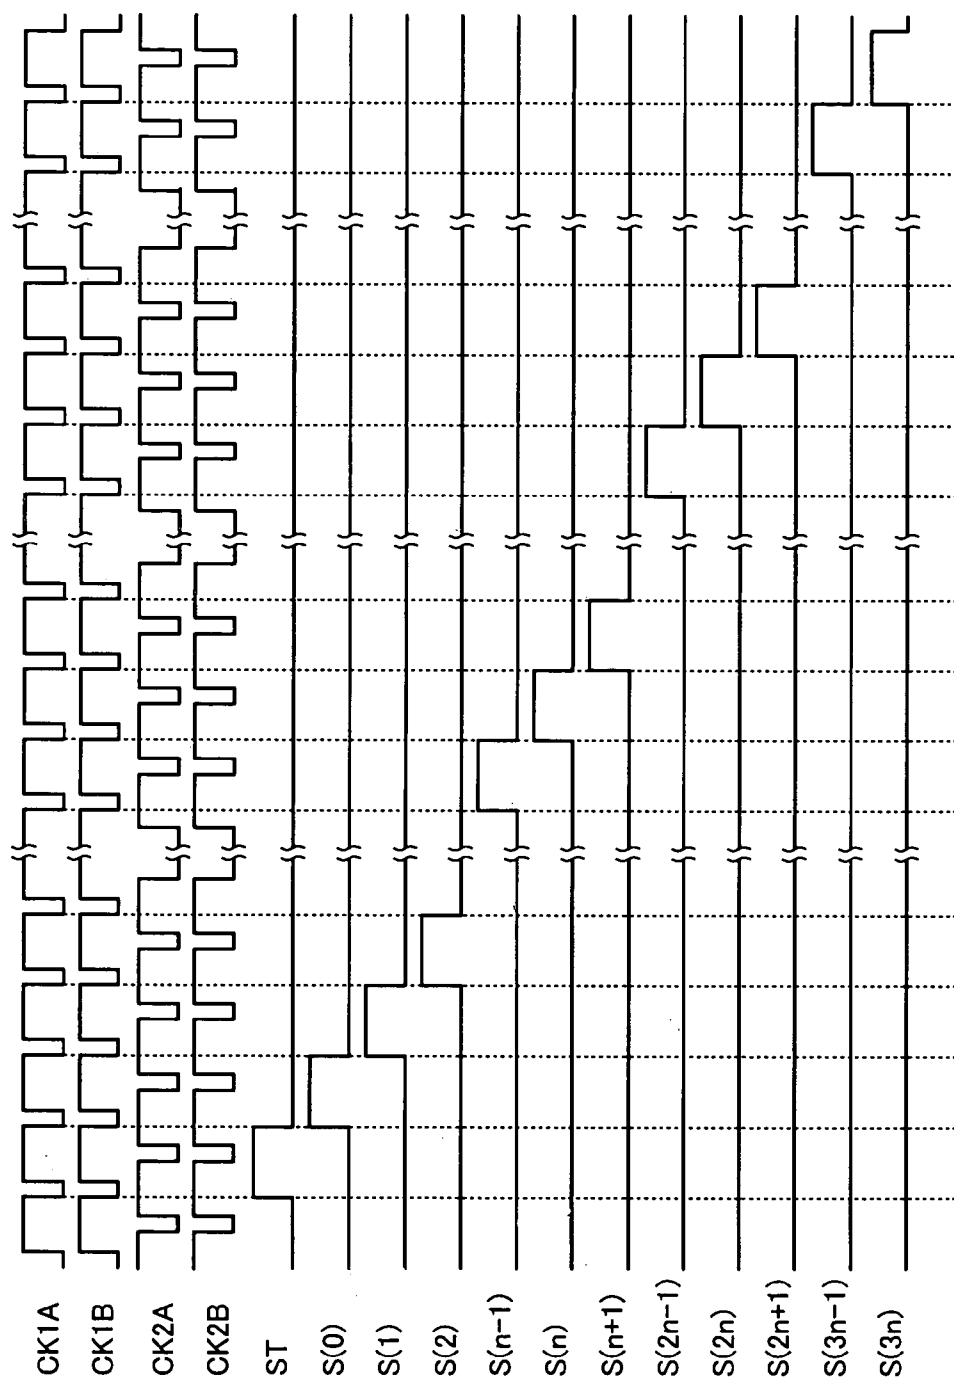 CK1A
CK1B
CK2A
CK2B
ST
S(0)
S(1)
S(2)
S(n-1)
S(n)
S(n+1)
S(2n-1)
S(2n)
S(2n+1)
S(3n-1)
S(3n)